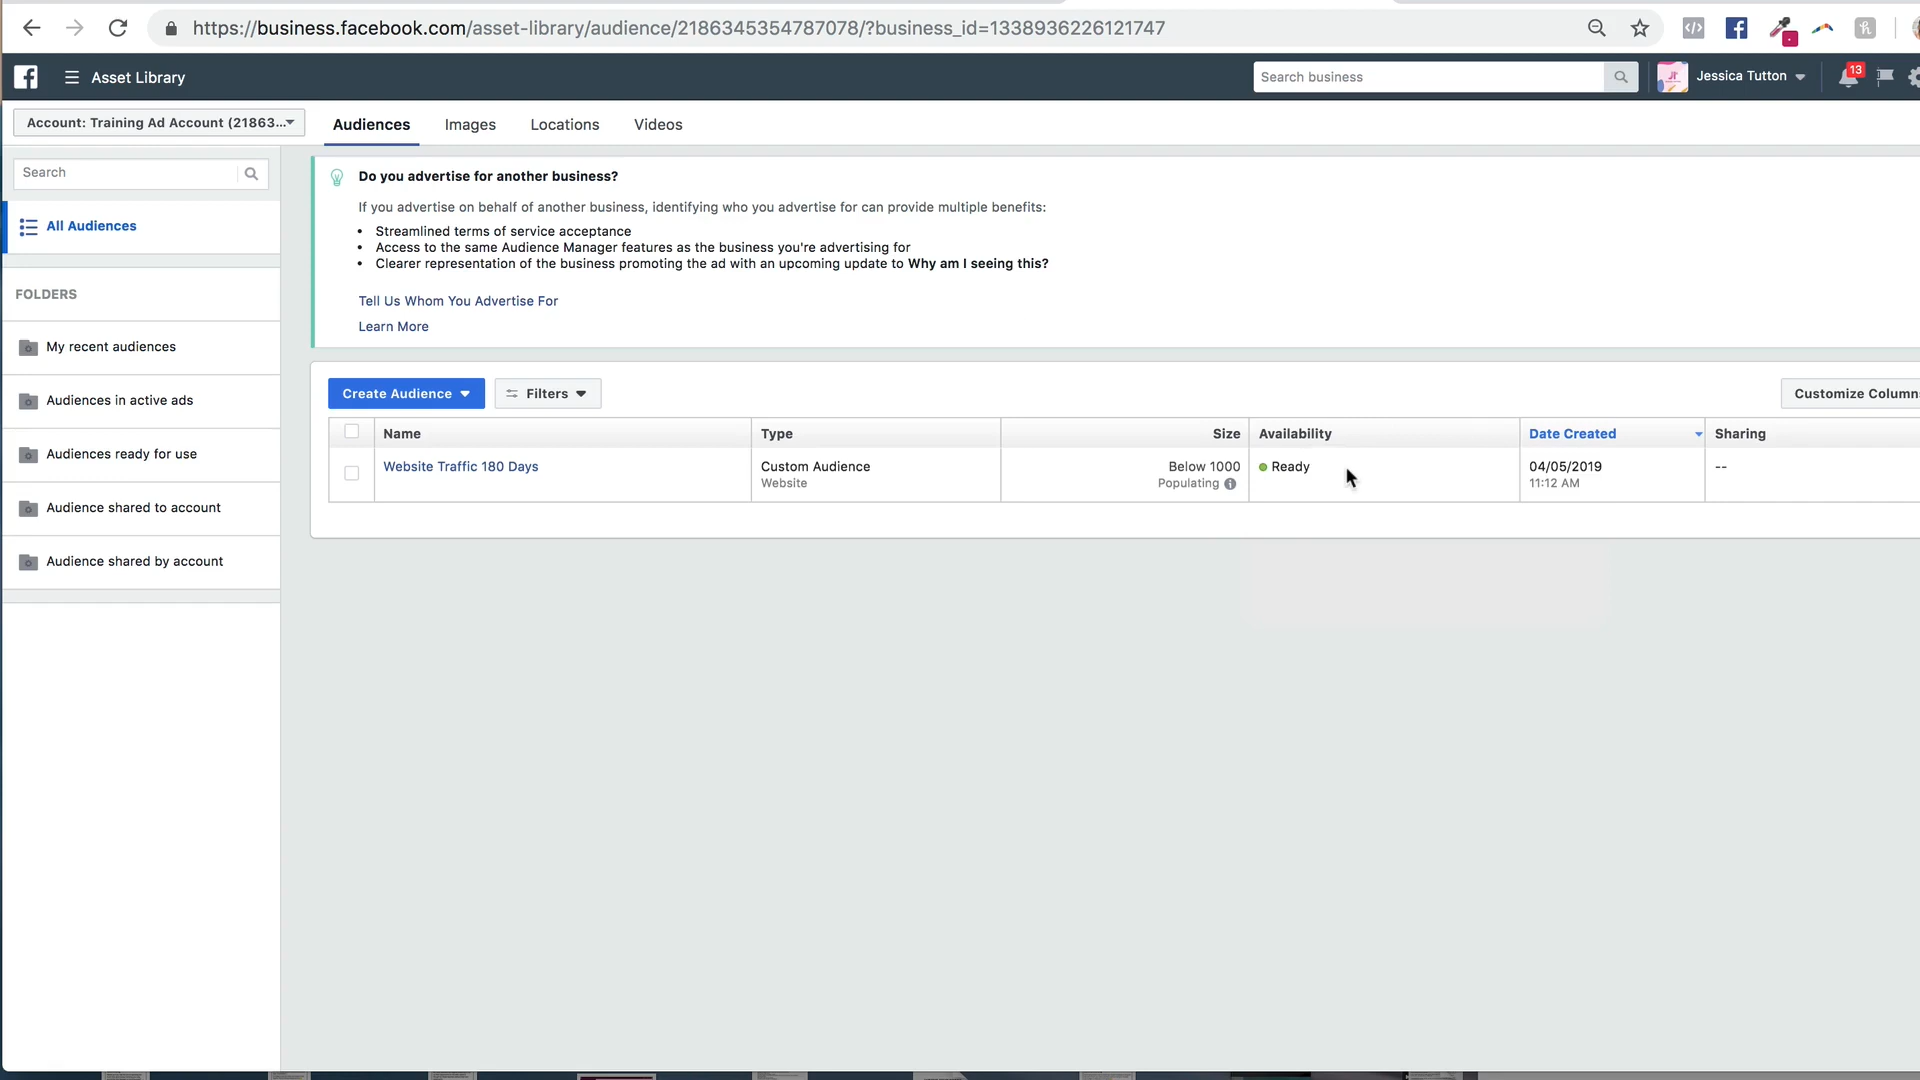 https://business.facebook.com/asset-library/audience/2186345354787078/?business_id=1338936226121747
Asset Library
Search business
Jessica Tutton
13
Account: Training Ad Account (21863...
Audiences
Images
Locations
Videos
Search
All Audiences
FOLDERS
My recent audiences
Audiences in active ads
Audiences ready for use
Audience shared to account
Audience shared by account
Do you advertise for another business?
If you advertise on behalf of another business, identifying who you advertise for can provide multiple benefits:
• Streamlined terms of service acceptance
• Access to the same Audience Manager features as the business you're advertising for
• Clearer representation of the business promoting the ad with an upcoming update to Why am I seeing this?
Tell Us Whom You Advertise For
Learn More
Create Audience
Filters
Customize Column
Name
Type
Size
Availability
Date Created
Sharing
Website Traffic 180 Days
Custom Audience
Website
Below 1000
Populating
Ready
04/05/2019
11:12 AM
--